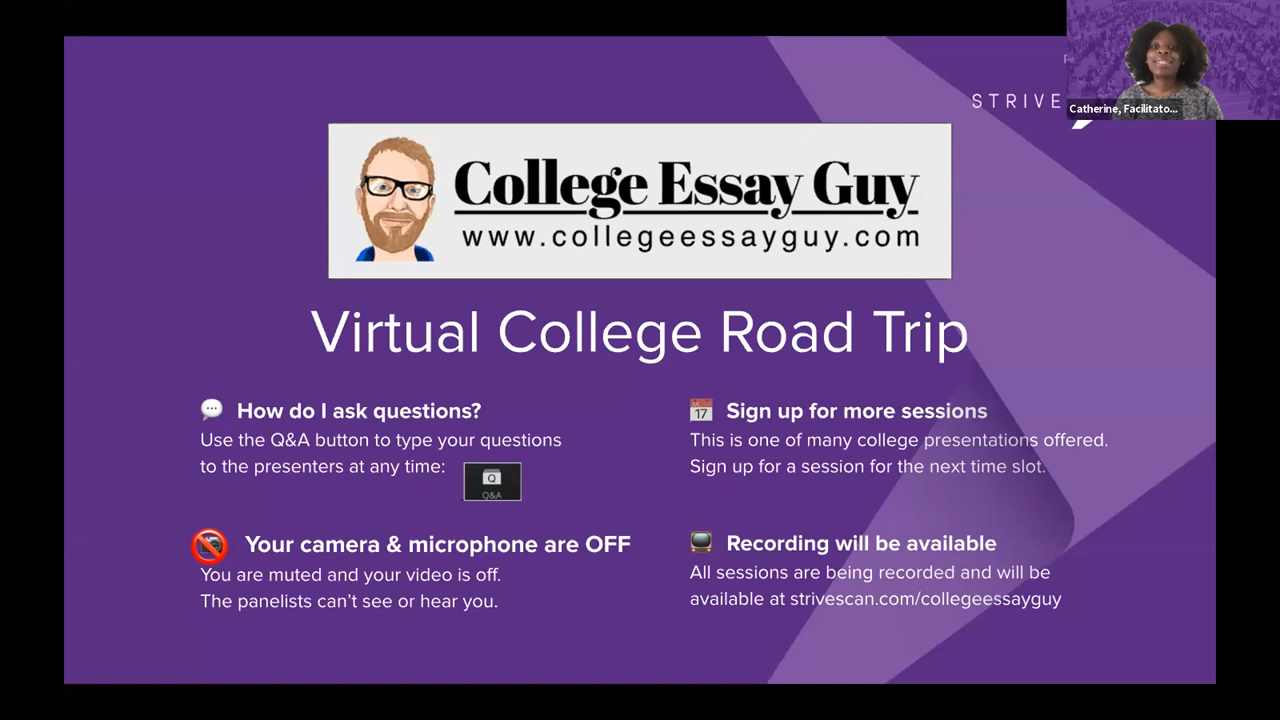 STRIVE
Catherine, Facilitato...
College Essay Guy
www.collegeessayguy.com
Virtual College Road Trip
How do I ask questions?
Use the Q&A button to type your questions
to the presenters at any time:
Q
Q&A
Your camera & microphone are OFF
You are muted and your video is off.
The panelists can't see or hear you.
17
Sign up for more sessions
This is one of many college presentations offered.
Sign up for a session for the next time slot.
Recording will be available
All sessions are being recorded and will be
available at strivescan.com/collegeessayguy